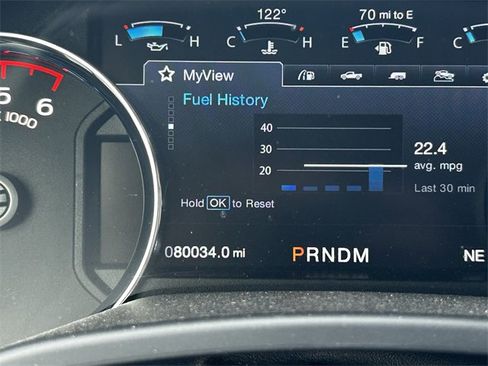 122° 70 mi to E
L H C H E F C
MyView
Fuel History
5 6
X 1000
40
30
20
22.4
avg. mpg
Last 30 min
Hold OK to Reset
080034.0 mi
PRNDM
NE